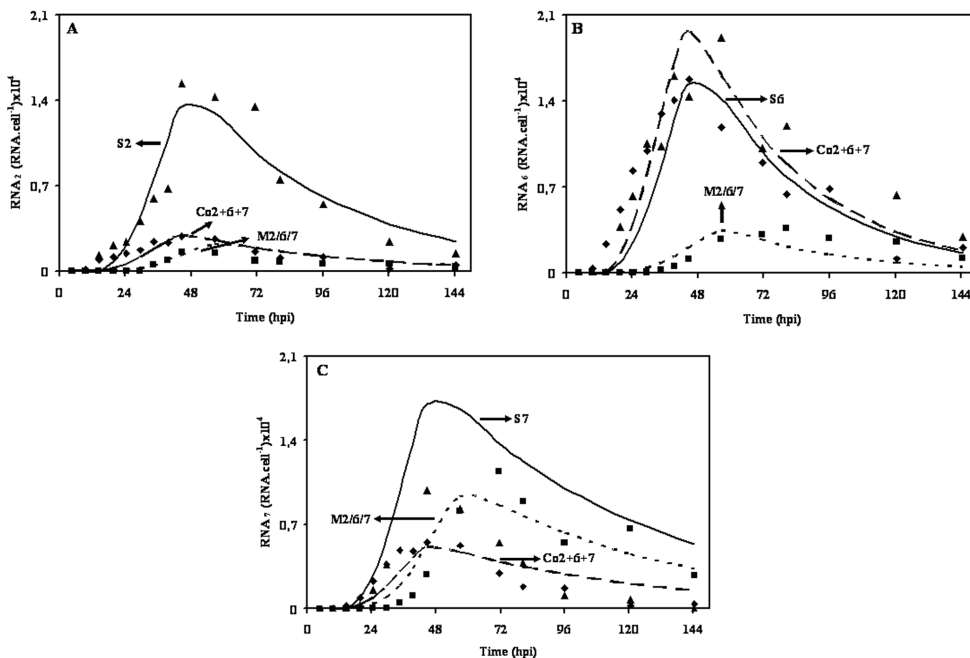 A
2,1
1,4
0,7
0
RNA₂ (RNA.cell⁻¹)x10⁴
S2
Co2+6+7
M2/6/7
0 24 48 72 96 120 144
Time (hpi)
B
2,1
1,4
0,7
0
RNA₆ (RNA.cell⁻¹)x10⁴
S6
Co2+6+7
M2/6/7
0 24 48 72 96 120 144
Time (hpi)
C
2,1
1,4
0,7
0
RNA₇ (RNA.cell⁻¹)x10⁴
S7
M2/6/7
Co2+6+7
0 24 48 72 96 120 144
Time (hpi)